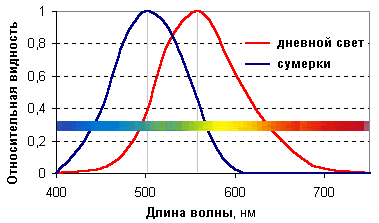 Относительная видность
1
0,8
0,6
0,4
0,2
0
дневной свет
сумерки
400
500
600
700
Длина волны, нм